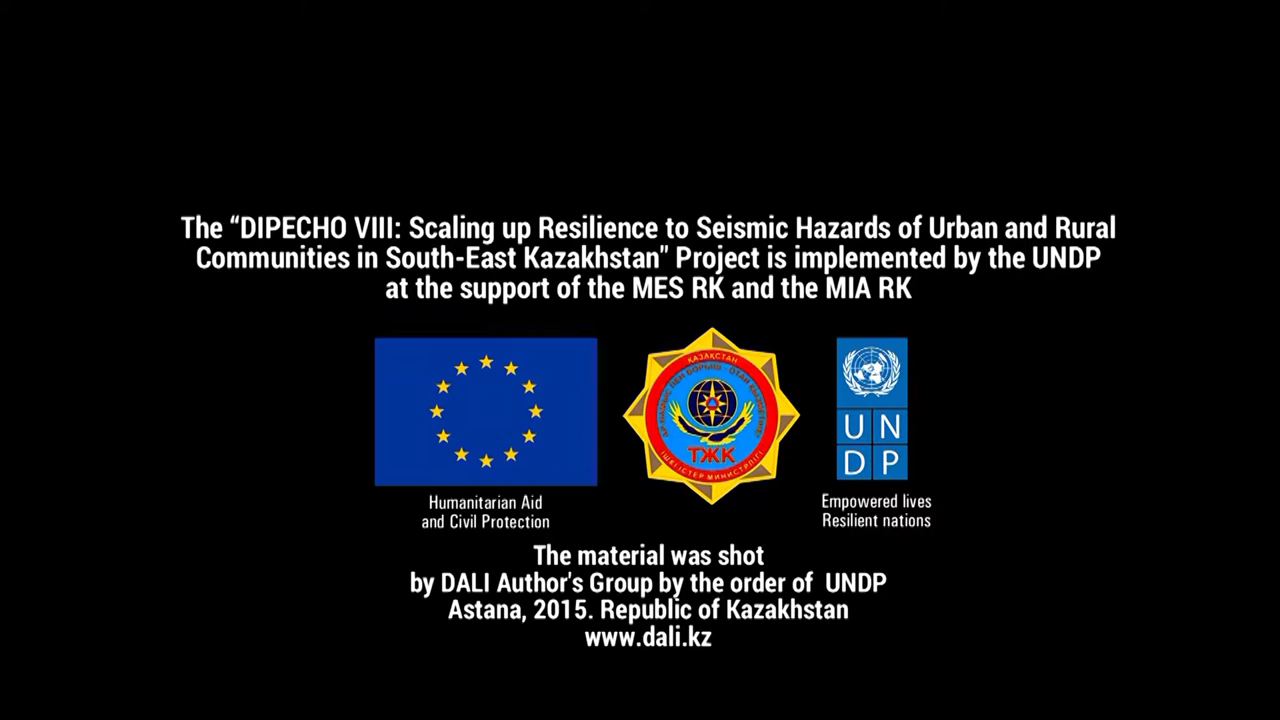 The “DIPECHO VIII: Scaling up Resilience to Seismic Hazards of Urban and Rural
Communities in South-East Kazakhstan" Project is implemented by the UNDP
at the support of the MES RK and the MIA RK
ҚАЗАҚСТАН
ТЖК
ІШКІ ІСТЕР МИНИСТРЛІГІ
U N
D P
Humanitarian Aid
and Civil Protection
Empowered lives
Resilient nations
The material was shot
by DALI Author's Group by the order of UNDP
Astana, 2015. Republic of Kazakhstan
www.dali.kz